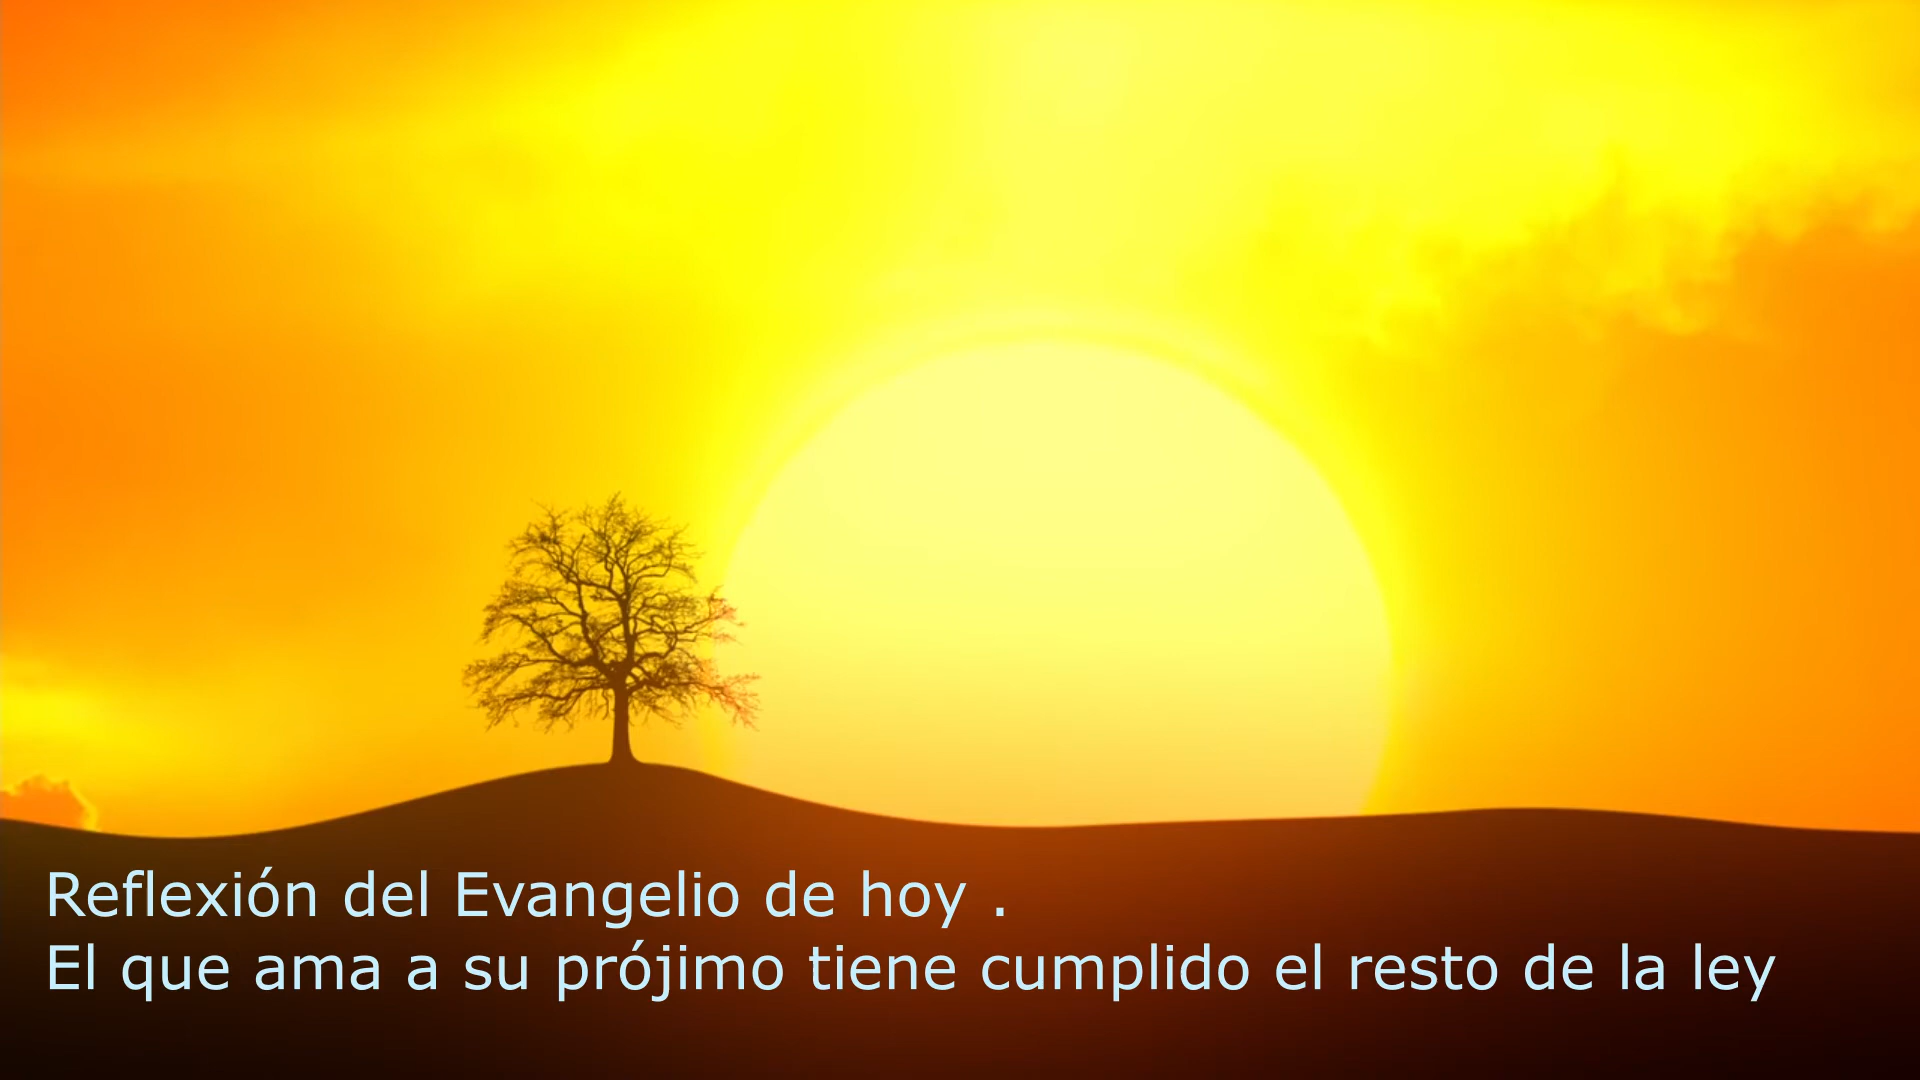 Reflexión del Evangelio de hoy .
El que ama a su prójimo tiene cumplido el resto de la ley